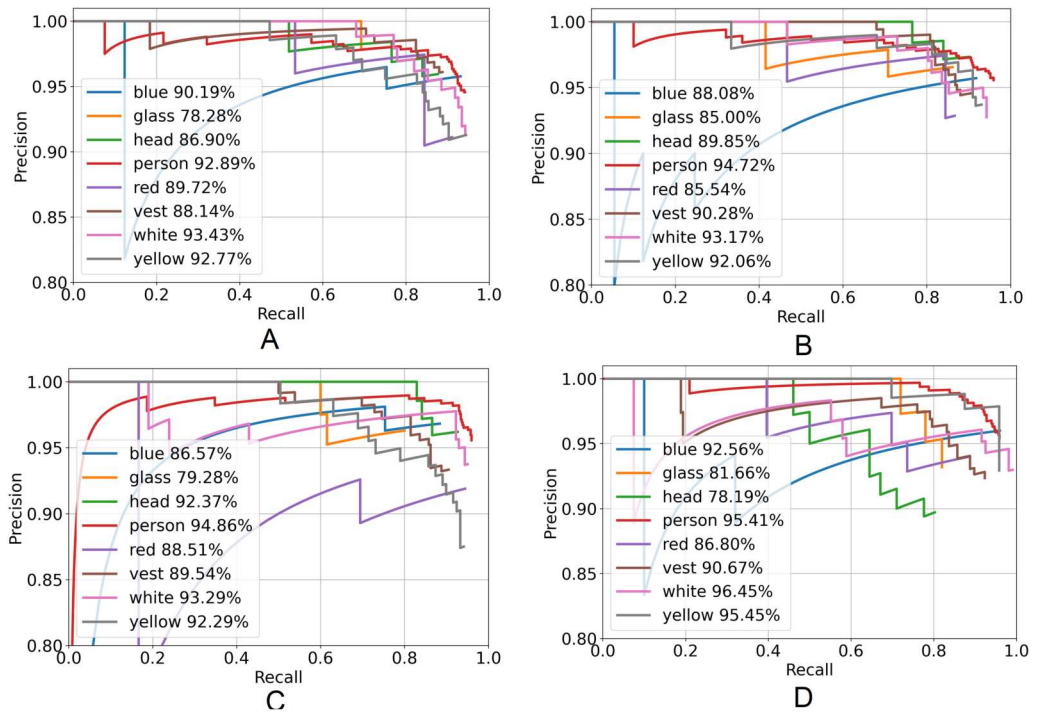 1.00
0.95
0.90
0.85
0.80
Precision
blue 90.19%
glass 78.28%
head 86.90%
person 92.89%
red 89.72%
vest 88.14%
white 93.43%
yellow 92.77%
0.0 0.2 0.4 0.6 0.8 1.0
Recall
A
1.00
0.95
0.90
0.85
0.80
Precision
blue 88.08%
glass 85.00%
head 89.85%
person 94.72%
red 85.54%
vest 90.28%
white 93.17%
yellow 92.06%
0.0 0.2 0.4 0.6 0.8 1.0
Recall
B
1.00
0.95
0.90
0.85
0.80
Precision
blue 86.57%
glass 79.28%
head 92.37%
person 94.86%
red 88.51%
vest 89.54%
white 93.29%
yellow 92.29%
0.0 0.2 0.4 0.6 0.8 1.0
Recall
C
1.00
0.95
0.90
0.85
0.80
Precision
blue 92.56%
glass 81.66%
head 78.19%
person 95.41%
red 86.80%
vest 90.67%
white 96.45%
yellow 95.45%
0.0 0.2 0.4 0.6 0.8 1.0
Recall
D